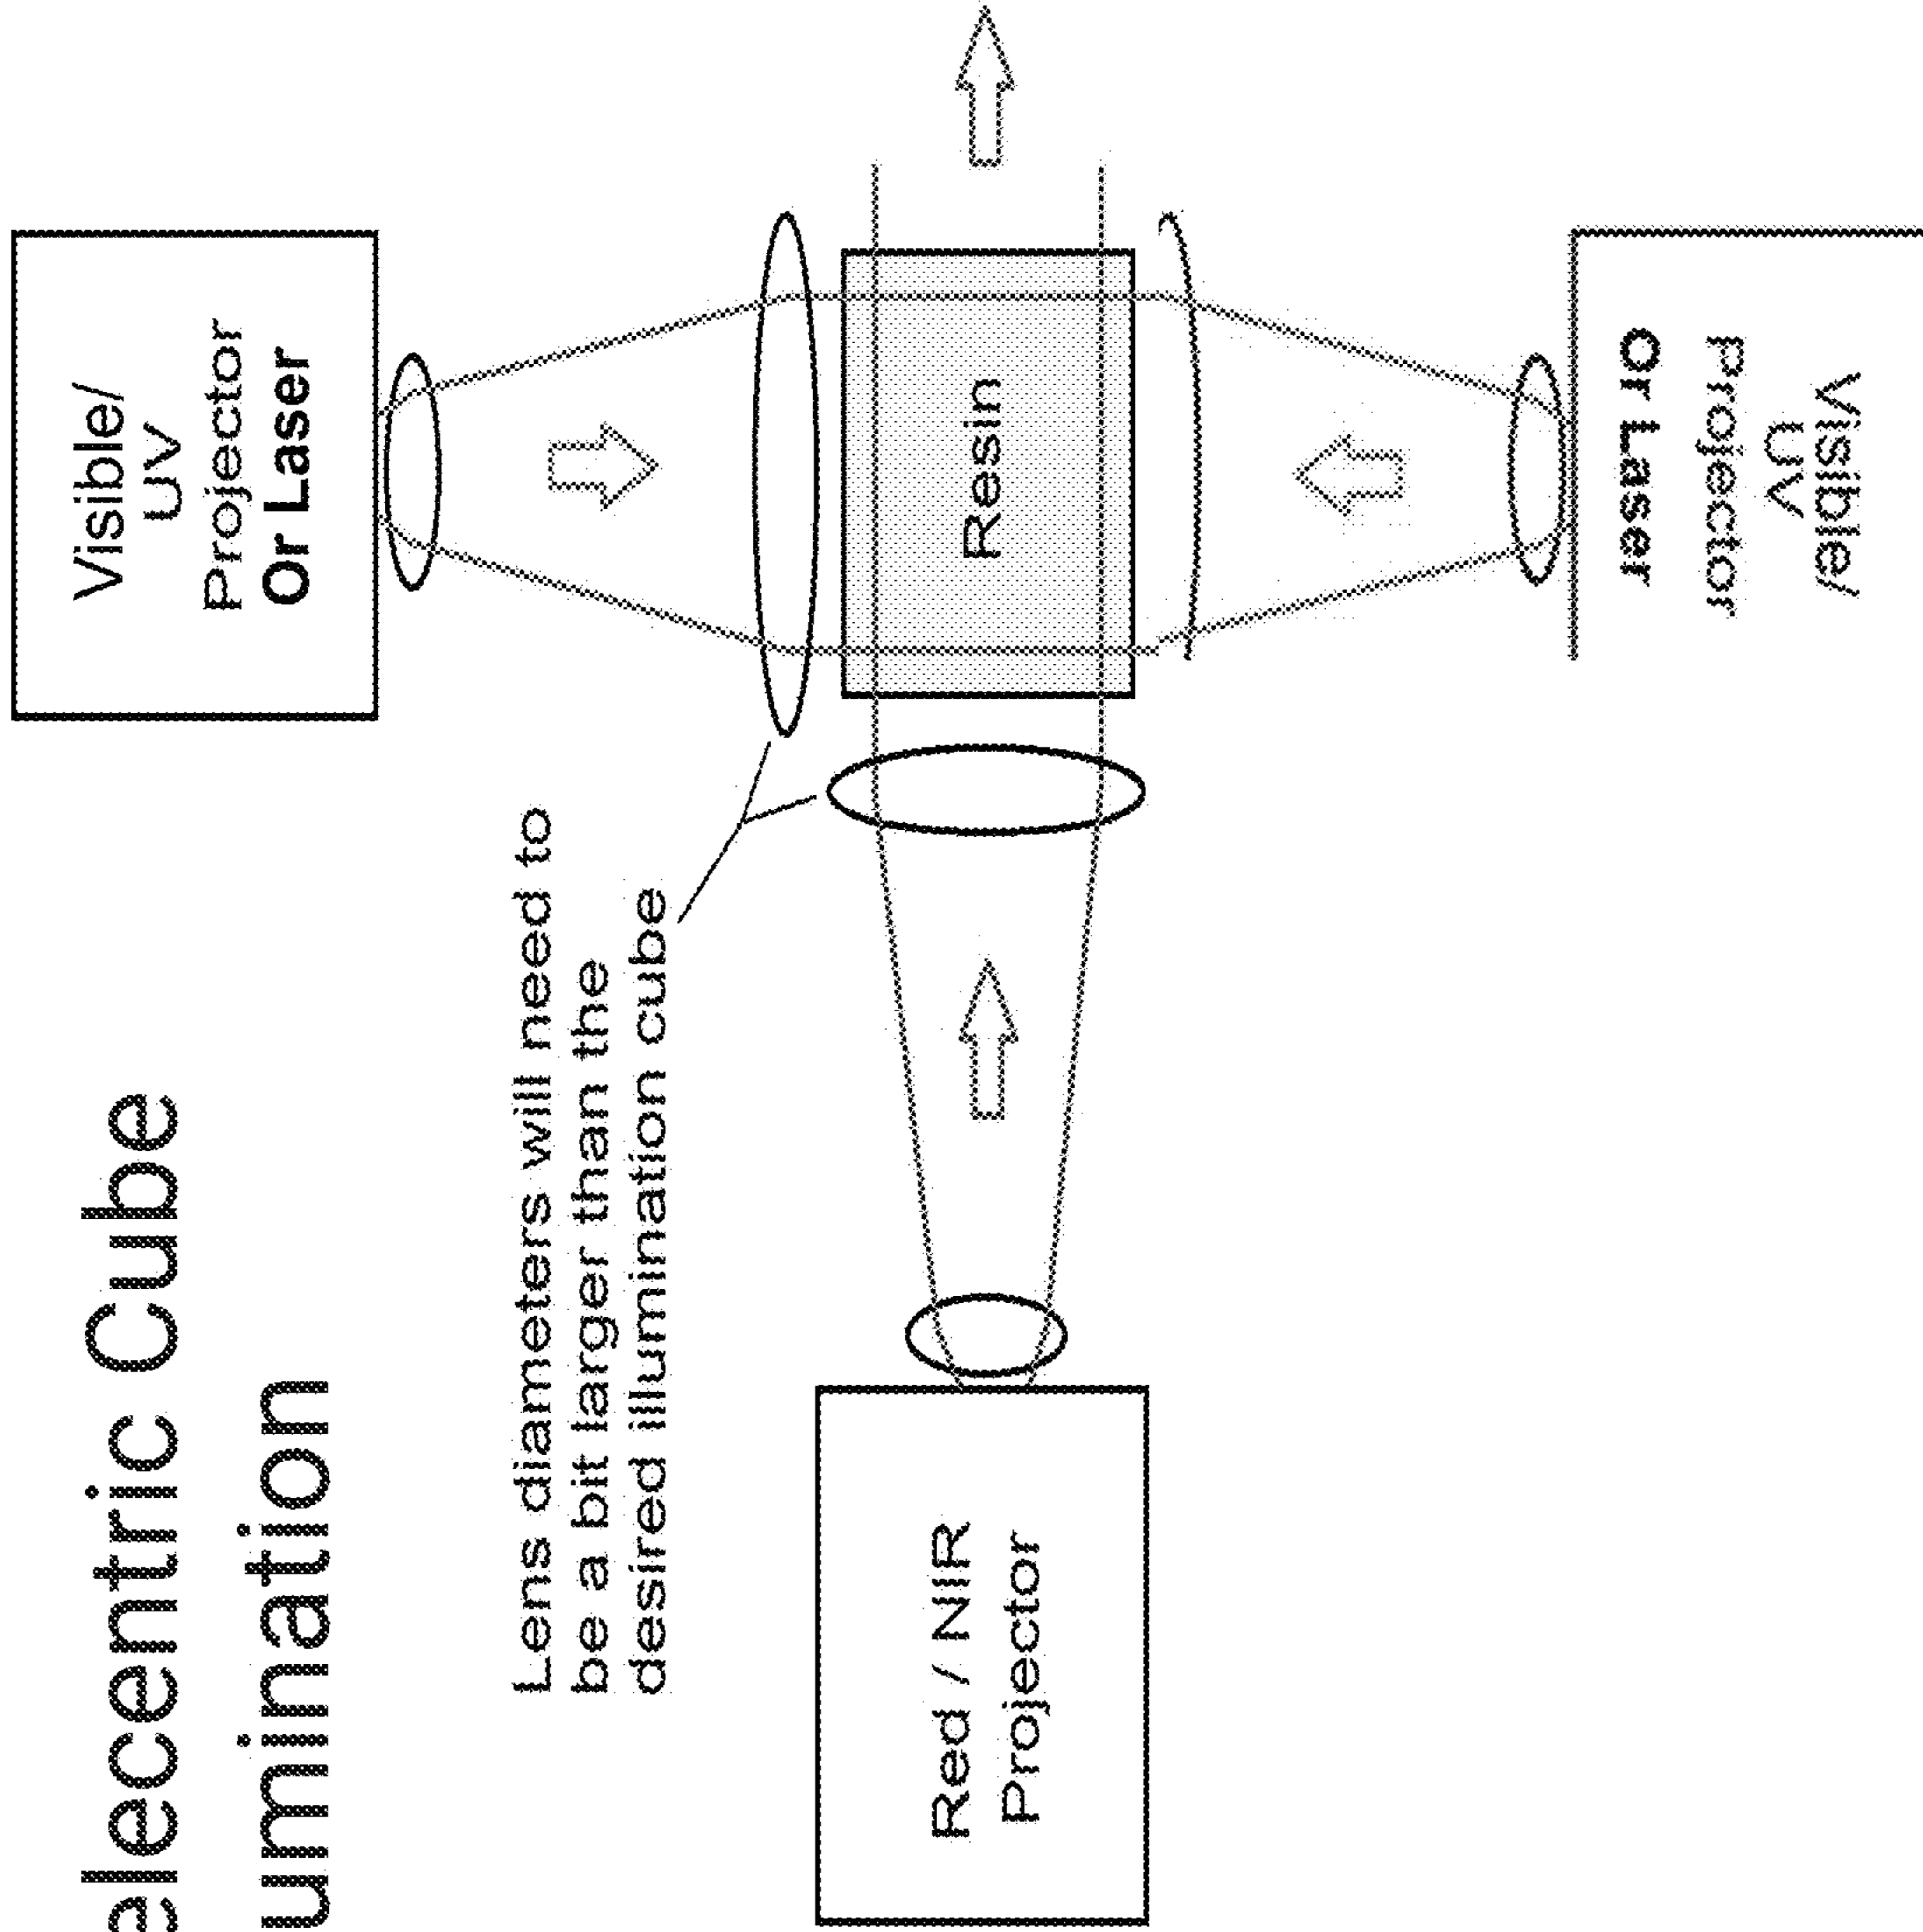 elecentric Cube
umination
Lens diameters will need to
be a bit larger than the
desired illumination cube
Visible/
UV
Projector
Or Laser
Resin
Red / NIR
Projector
Or Laser
Projector
UV
Visible/